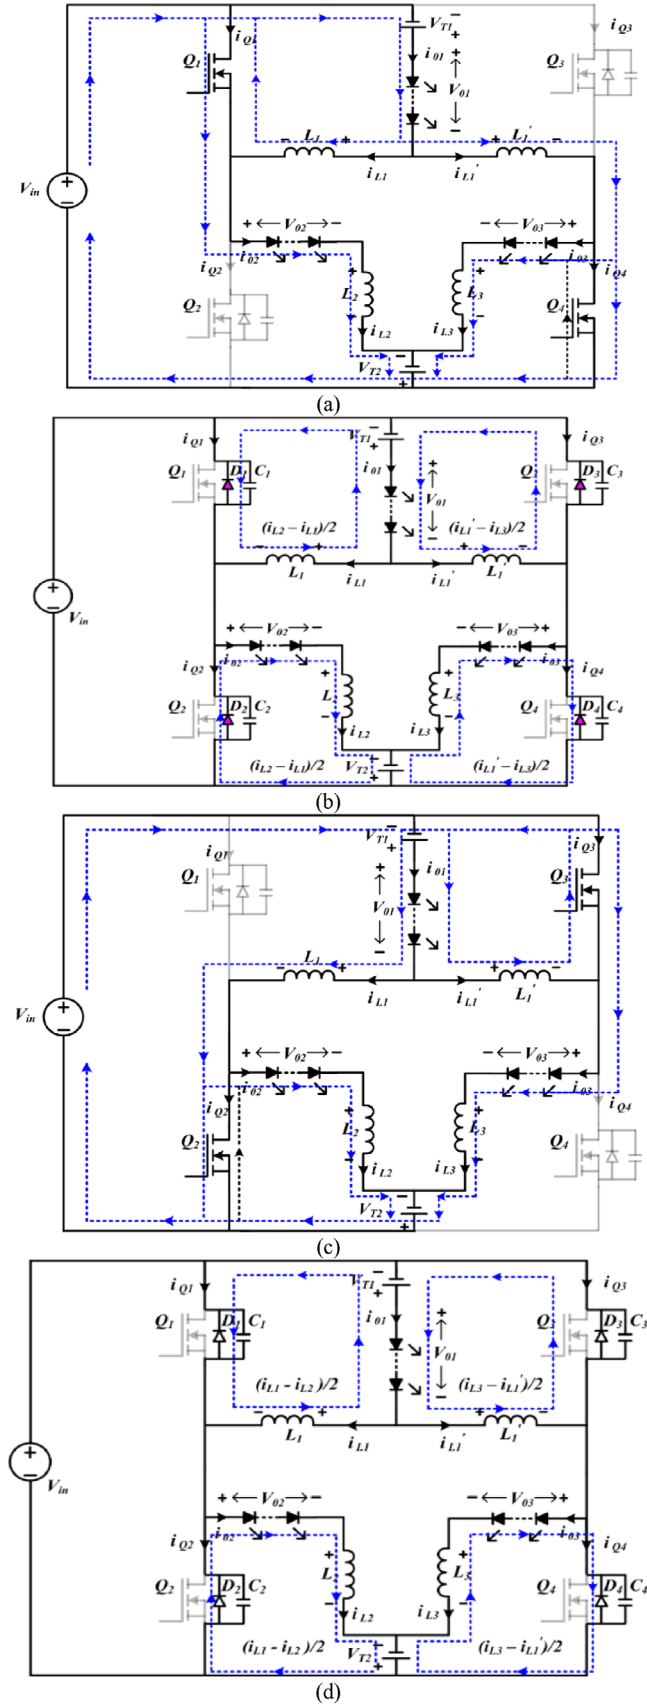 V_T1 − +
i_Q1 i_Q3
Q_1 i_01 Q_3
+ V_01 −
− L_1 + + L_1' −
V_in i_L1 i_L1'
+ V_02 − − V_03 +
i_Q2 i_02 i_03 i_Q4
Q_2 L_2 L_3 Q_4
i_L2 i_L3
V_T2 − +
(a)
V_T1 − +
i_Q1 i_01 i_Q3
Q_1 D_1 C_1 D_3 C_3
+ V_01 −
(i_L2 – i_L1)/2 (i_L1' – i_L3)/2
− L_1 + + L_1' −
V_in i_L1 i_L1'
+ V_02 − − V_03 +
i_Q2 i_02 i_03 i_Q4
Q_2 D_2 C_2 L_3 Q_4 D_4 C_4
i_L2 i_L3
(i_L2 – i_L1)/2 V_T2 − + (i_L1' – i_L3)/2
(b)
V_T1 − +
i_Q1 i_01 i_Q3
Q_1 + V_01 − Q_3
− L_1 + + L_1' −
V_in i_L1 i_L1'
+ V_02 − − V_03 +
i_Q2 i_02 i_03 i_Q4
Q_2 L_2 L_3 Q_4
i_L2 i_L3
V_T2 − +
(c)
V_T1 − +
i_Q1 i_01 i_Q3
Q_1 D_1 C_1 D_3 C_3
+ V_01 −
(i_L1 - i_L2)/2 (i_L3 – i_L1')/2
− L_1 + + L_1' −
V_in i_L1 i_L1'
+ V_02 − − V_03 +
i_Q2 i_02 i_03 i_Q4
Q_2 D_2 C_2 L_3 Q_4 D_4 C_4
i_L2 i_L3
(i_L1 - i_L2)/2 V_T2 − + (i_L3 – i_L1')/2
(d)